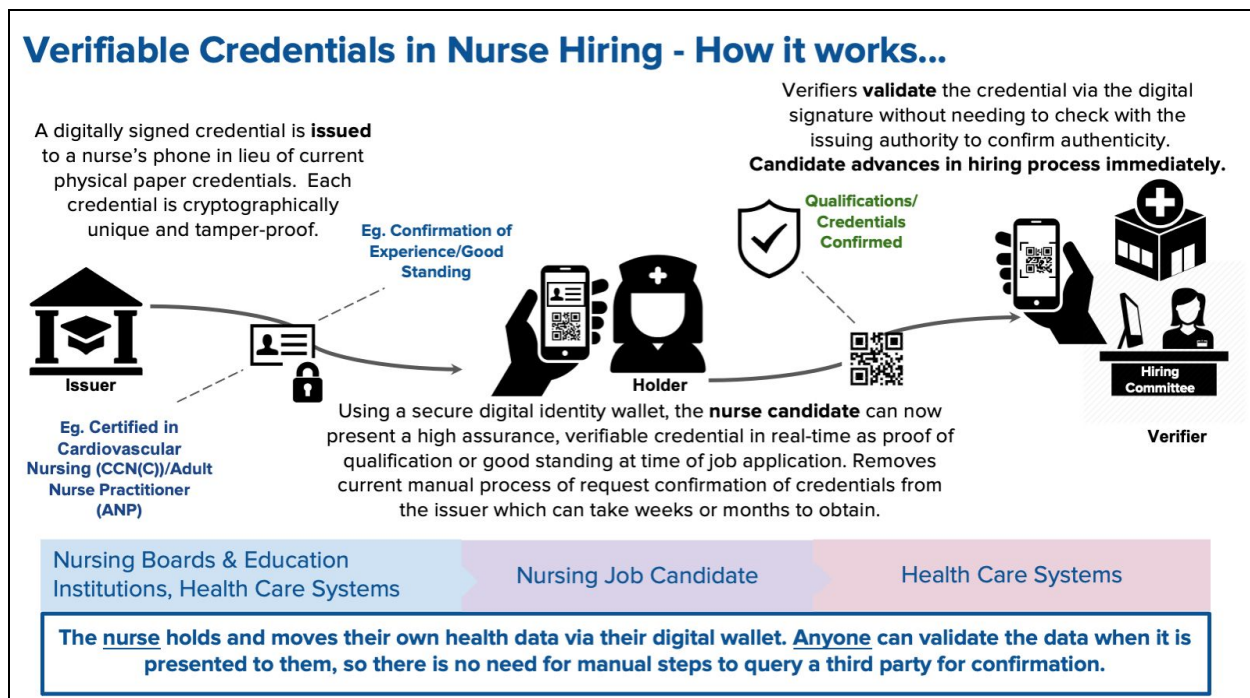 Verifiable Credentials in Nurse Hiring - How it works...
A digitally signed credential is issued
to a nurse's phone in lieu of current
physical paper credentials. Each
credential is cryptographically
unique and tamper-proof.
Eg. Confirmation of
Experience/Good
Standing
Verifiers validate the credential via the digital
signature without needing to check with the
issuing authority to confirm authenticity.
Candidate advances in hiring process immediately.
Qualifications/
Credentials
Confirmed
Issuer
Eg. Certified in
Cardiovascular
Nursing (CCN(C))/Adult
Nurse Practitioner
(ANP)
Holder
Using a secure digital identity wallet, the nurse candidate can now
present a high assurance, verifiable credential in real-time as proof of
qualification or good standing at time of job application. Removes
current manual process of request confirmation of credentials from
the issuer which can take weeks or months to obtain.
Hiring
Committee
Verifier
Nursing Boards & Education
Institutions, Health Care Systems
Nursing Job Candidate
Health Care Systems
The nurse holds and moves their own health data via their digital wallet. Anyone can validate the data when it is
presented to them, so there is no need for manual steps to query a third party for confirmation.